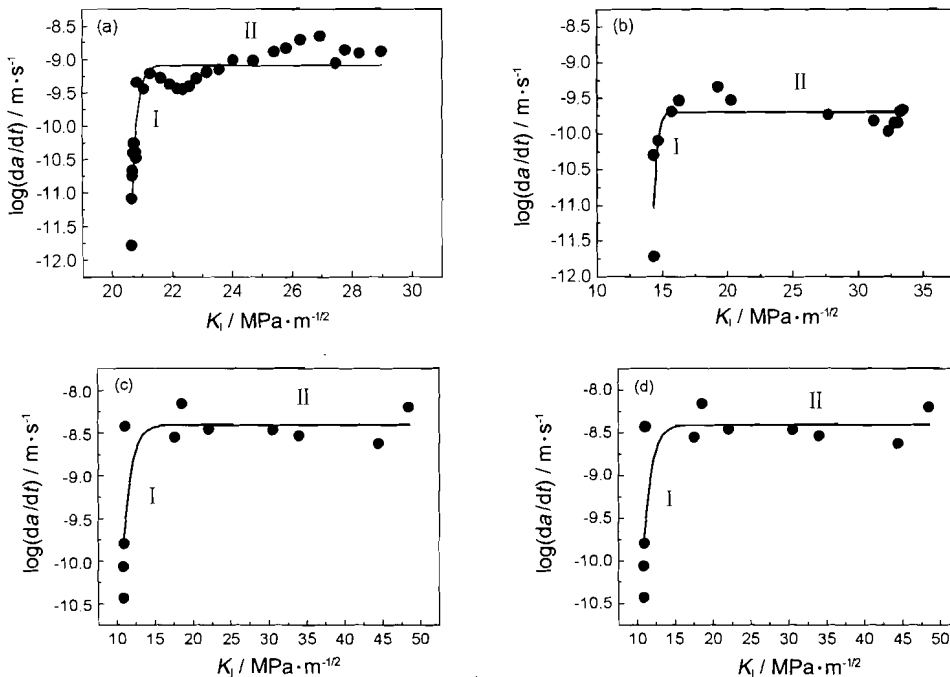 (a)
II
I
log(da/dt) / m·s⁻¹
-8.5
-9.0
-9.5
-10.0
-10.5
-11.0
-11.5
-12.0
20 22 24 26 28 30
K_I / MPa·m^-1/2
(b)
II
I
log(da/dt) / m·s⁻¹
-8.5
-9.0
-9.5
-10.0
-10.5
-11.0
-11.5
-12.0
10 15 20 25 30 35
K_I / MPa·m^-1/2
(c)
II
I
log(da/dt) / m·s⁻¹
-8.0
-8.5
-9.0
-9.5
-10.0
-10.5
10 15 20 25 30 35 40 45 50
K_I / MPa·m^-1/2
(d)
II
I
log(da/dt) / m·s⁻¹
-8.0
-8.5
-9.0
-9.5
-10.0
-10.5
10 15 20 25 30 35 40 45 50
K_I / MPa·m^-1/2